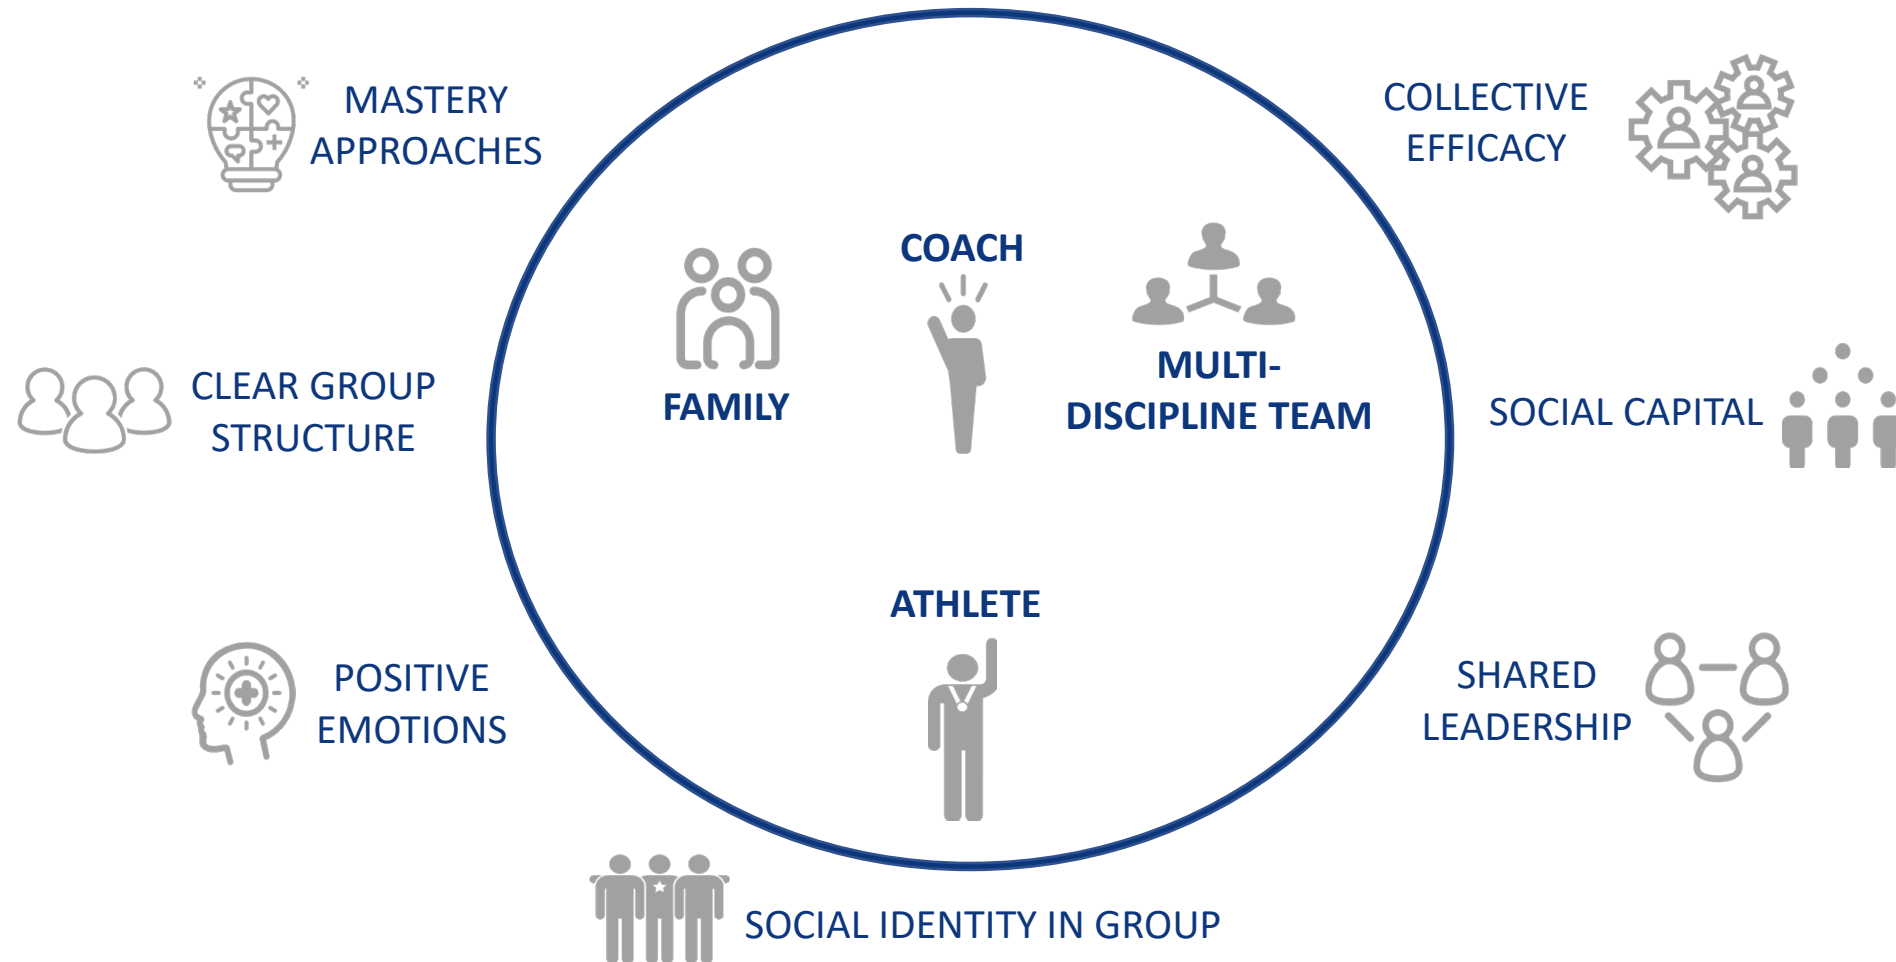 MASTERY
APPROACHES
COLLECTIVE
EFFICACY
COACH
FAMILY
MULTI-
DISCIPLINE TEAM
CLEAR GROUP
STRUCTURE
SOCIAL CAPITAL
ATHLETE
POSITIVE
EMOTIONS
SHARED
LEADERSHIP
SOCIAL IDENTITY IN GROUP